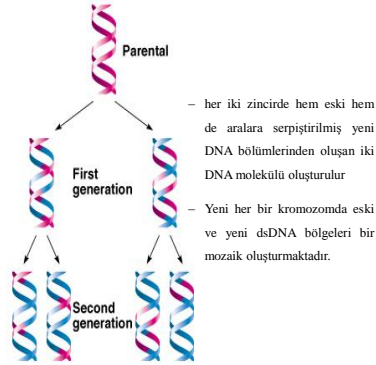 Parental
First
generation
Second
generation
– her iki zincirde hem eski hem
de aralara serpiştirilmiş yeni
DNA bölümlerinden oluşan iki
DNA molekülü oluşturulur
– Yeni her bir kromozomda eski
ve yeni dsDNA bölgeleri bir
mozaik oluşturmaktadır.